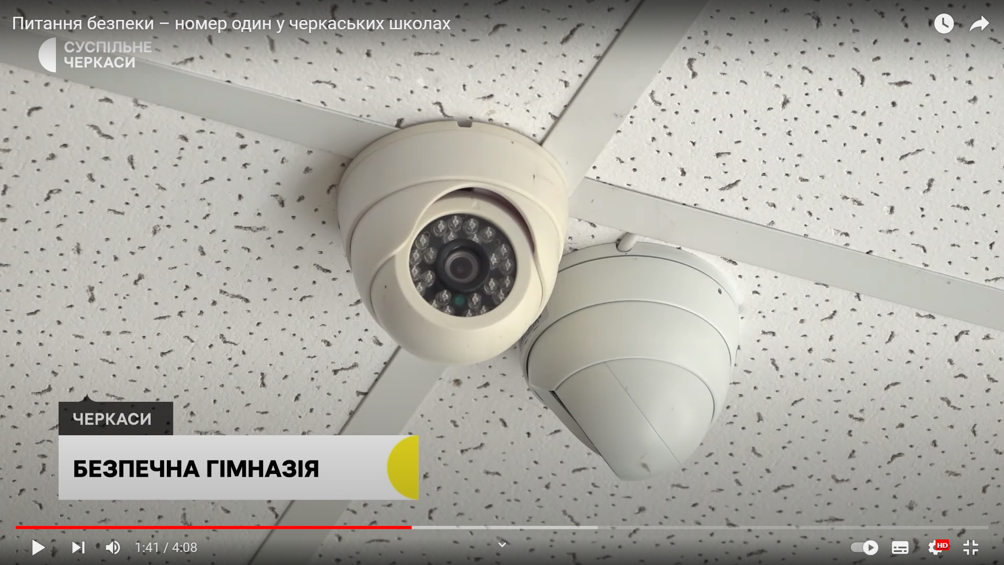 Питання безпеки – номер один у черкаських школах
СУСПІЛЬНЕ
ЧЕРКАСИ
ЧЕРКАСИ
БЕЗПЕЧНА ГІМНАЗІЯ
1:41 / 4:08
HD